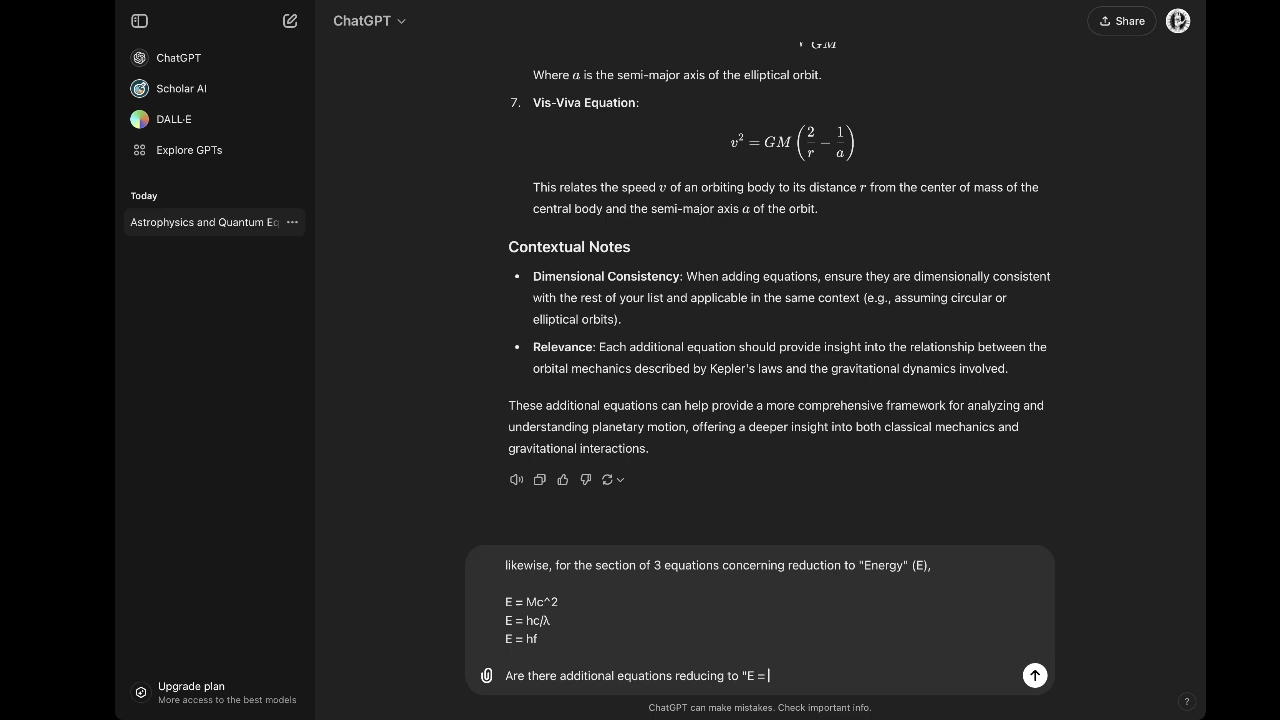 ChatGPT
Share
ChatGPT
Scholar AI
DALL·E
Explore GPTs
Today
Astrophysics and Quantum Eq
GM
Where a is the semi-major axis of the elliptical orbit.
7. Vis-Viva Equation:
v² = GM (2/r − 1/a)
This relates the speed v of an orbiting body to its distance r from the center of mass of the
central body and the semi-major axis a of the orbit.
Contextual Notes
• Dimensional Consistency: When adding equations, ensure they are dimensionally consistent
with the rest of your list and applicable in the same context (e.g., assuming circular or
elliptical orbits).
• Relevance: Each additional equation should provide insight into the relationship between the
orbital mechanics described by Kepler's laws and the gravitational dynamics involved.
These additional equations can help provide a more comprehensive framework for analyzing and
understanding planetary motion, offering a deeper insight into both classical mechanics and
gravitational interactions.
likewise, for the section of 3 equations concerning reduction to "Energy" (E),
E = Mc^2
E = hc/λ
E = hf
Are there additional equations reducing to "E =
Upgrade plan
More access to the best models
ChatGPT can make mistakes. Check important info.
?